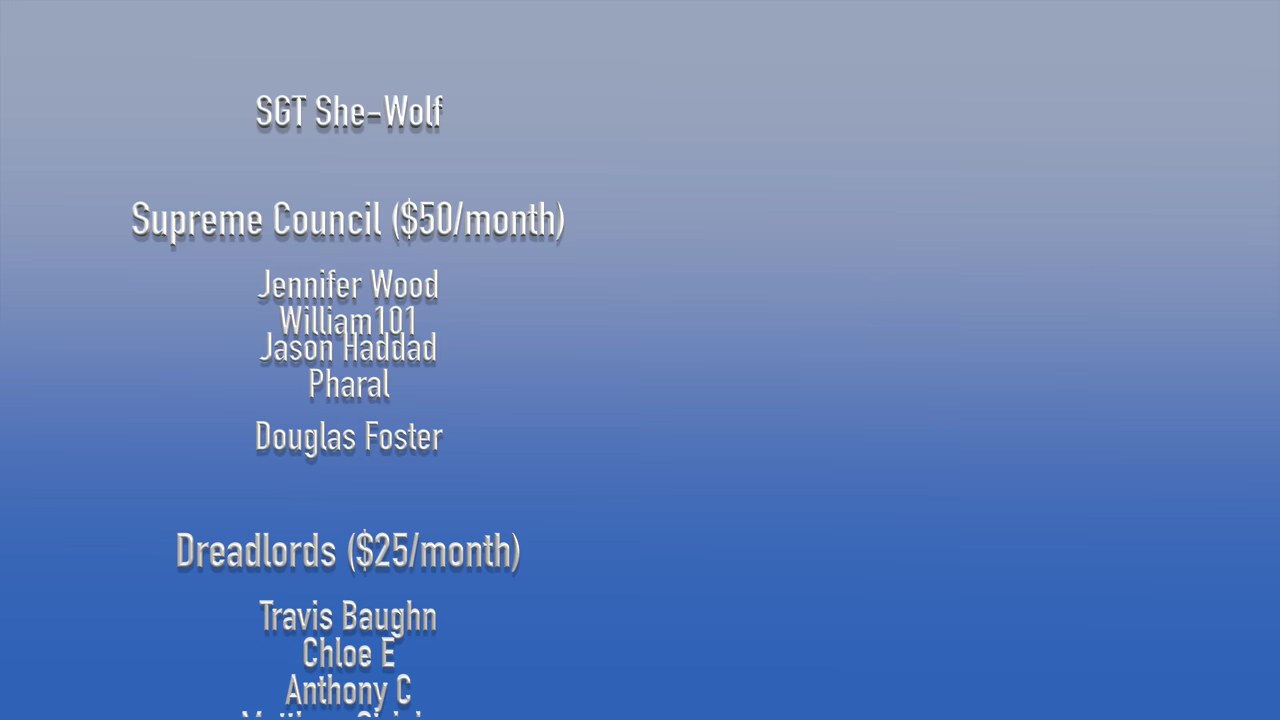 SGT She-Wolf
Supreme Council ($50/month)
Jennifer Wood
William101
Jason Haddad
Pharal
Douglas Foster
Dreadlords ($25/month)
Travis Baughn
Chloe E
Anthony C